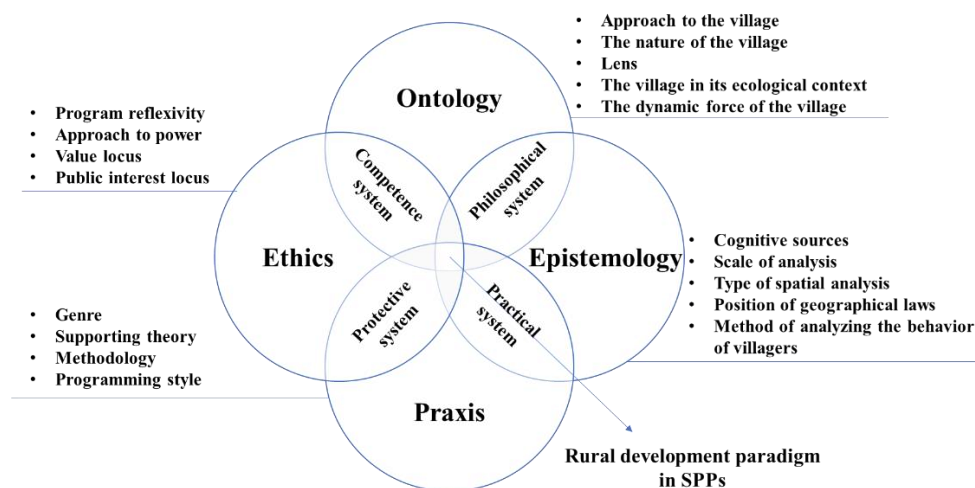 • Approach to the village
• The nature of the village
• Lens
• The village in its ecological context
• The dynamic force of the village
Ontology
• Program reflexivity
• Approach to power
• Value locus
• Public interest locus
Competence
system
Philosophical
system
Ethics
Epistemology
• Cognitive sources
• Scale of analysis
• Type of spatial analysis
• Position of geographical laws
• Method of analyzing the behavior
of villagers
Protective
system
Practical
system
• Genre
• Supporting theory
• Methodology
• Programming style
Praxis
Rural development paradigm
in SPPs